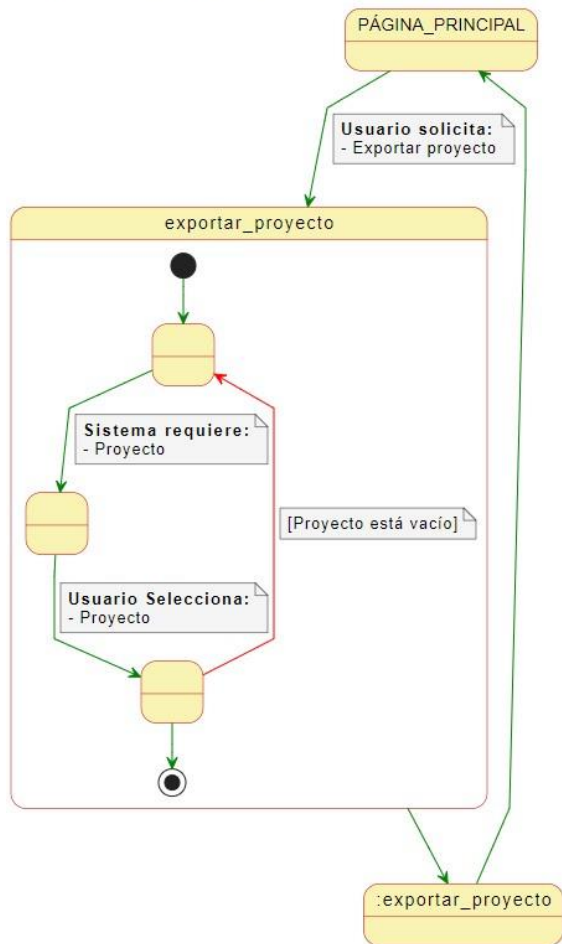 PÁGINA_PRINCIPAL
Usuario solicita:
- Exportar proyecto
exportar_proyecto
Sistema requiere:
- Proyecto
[Proyecto está vacío]
Usuario Selecciona:
- Proyecto
:exportar_proyecto